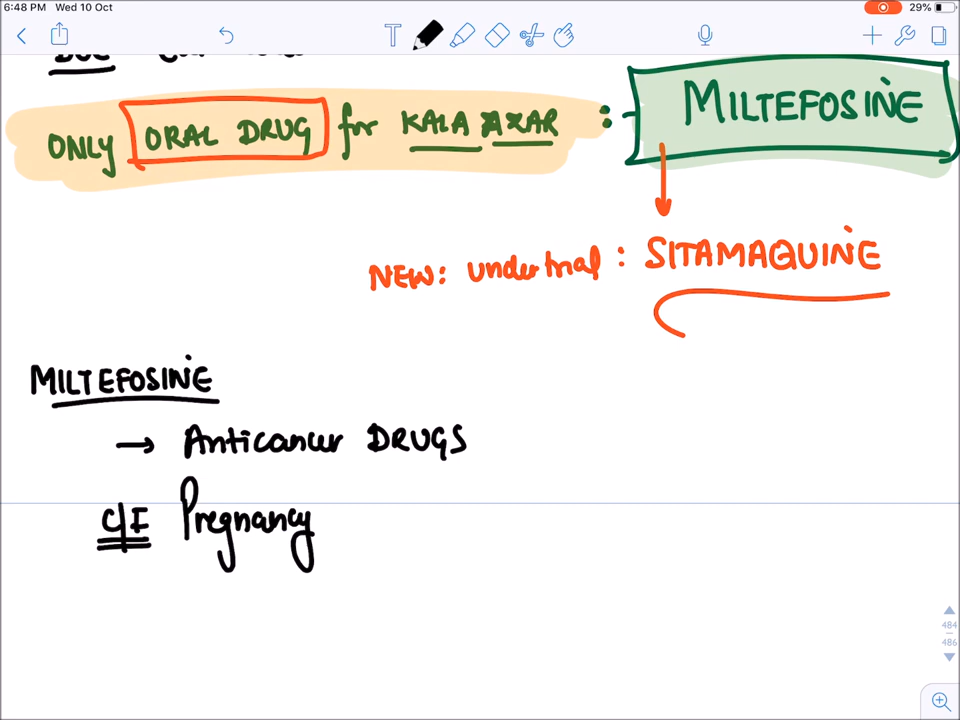 6:48 PM Wed 10 Oct 29%
ONLY ORAL DRUG for KALA AZAR :- MILTEFOSINE
NEW: under trial : SITAMAQUINE
MILTEFOSINE
→ Anticancer DRUGS
C/I Pregnancy
484
486